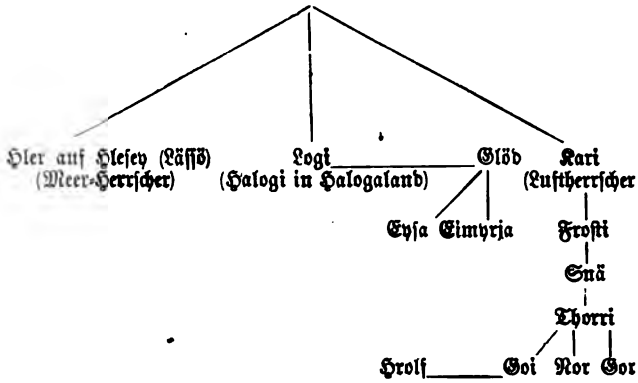 Hler auf Hlesey (Lässö) Logi Glöd Kari
(Meer-Herrscher) (Halogi in Halogaland) (Luftherrscher
Eysa Eimyrja Frosti
Snä
Thorri
Hrolf Goi Nor Gor